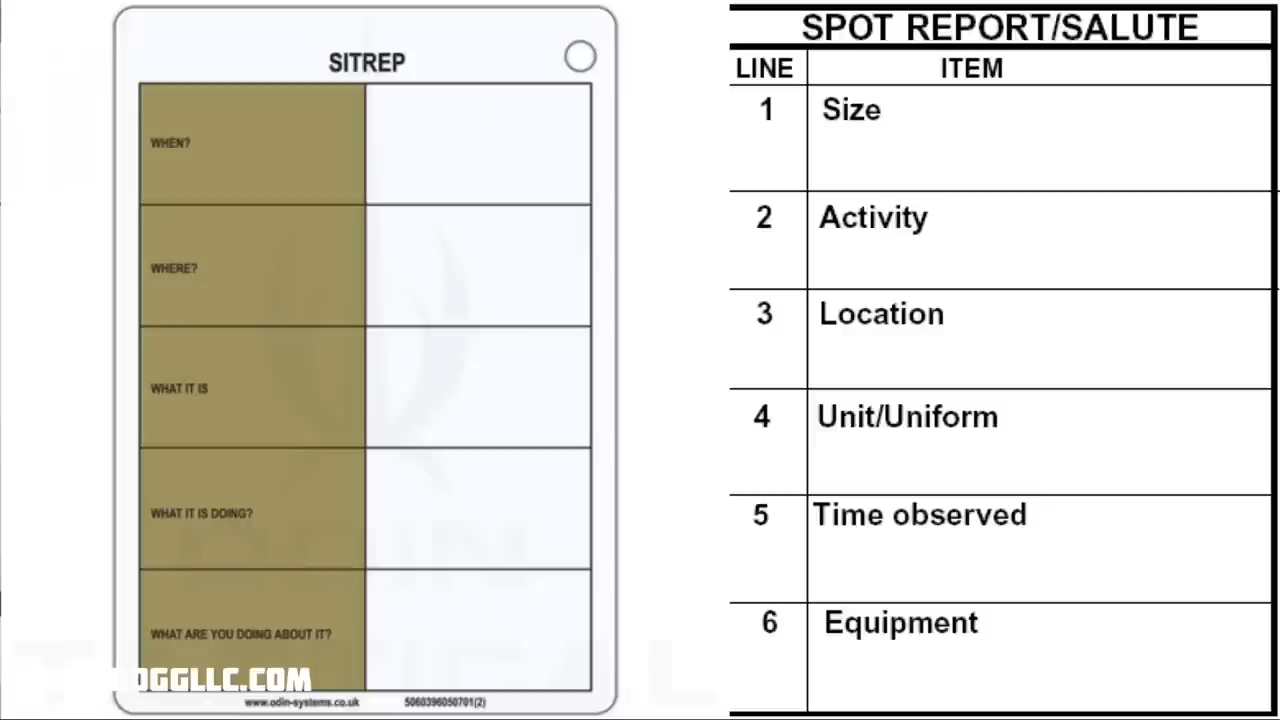 SITREP
WHEN?
WHERE?
WHAT IT IS
WHAT IT IS DOING?
WHAT ARE YOU DOING ABOUT IT?
www.odin-systems.co.uk 5060396050701(2)
SPOT REPORT/SALUTE
LINE ITEM
1 Size
2 Activity
3 Location
4 Unit/Uniform
5 Time observed
6 Equipment